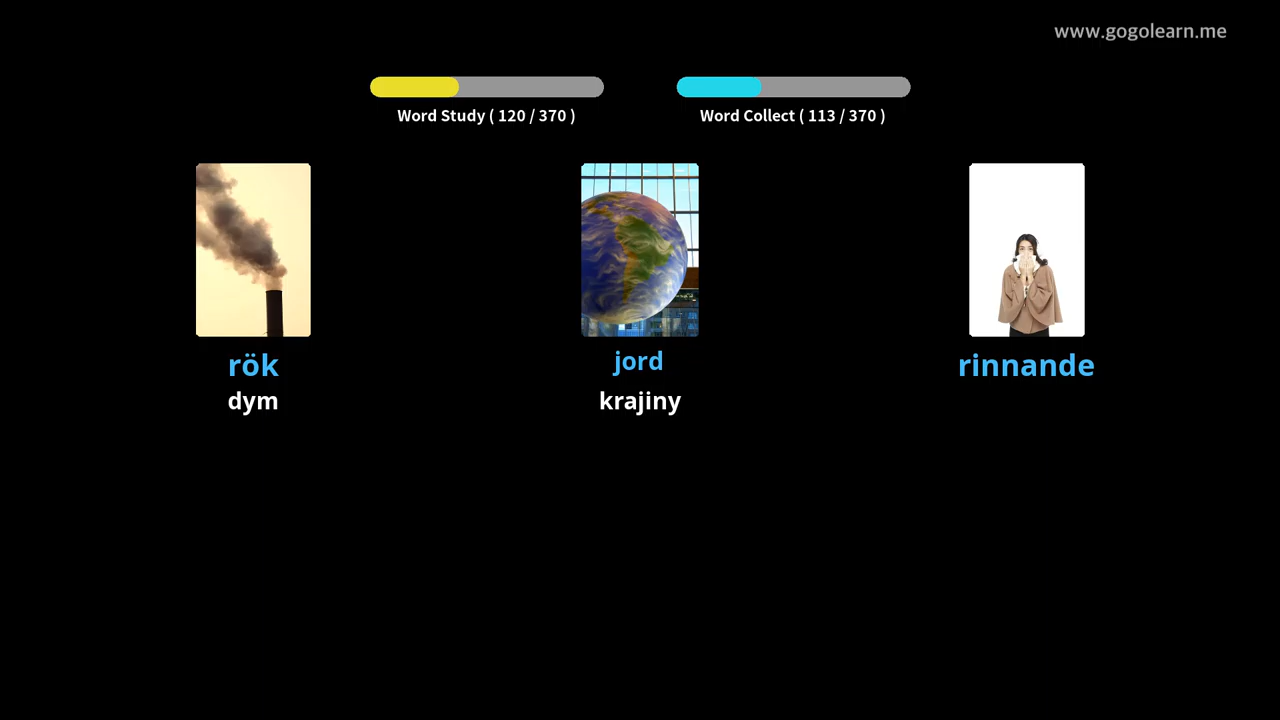 www.gogolearn.me
Word Study ( 120 / 370 )
Word Collect ( 113 / 370 )
rök
dym
jord
krajiny
rinnande